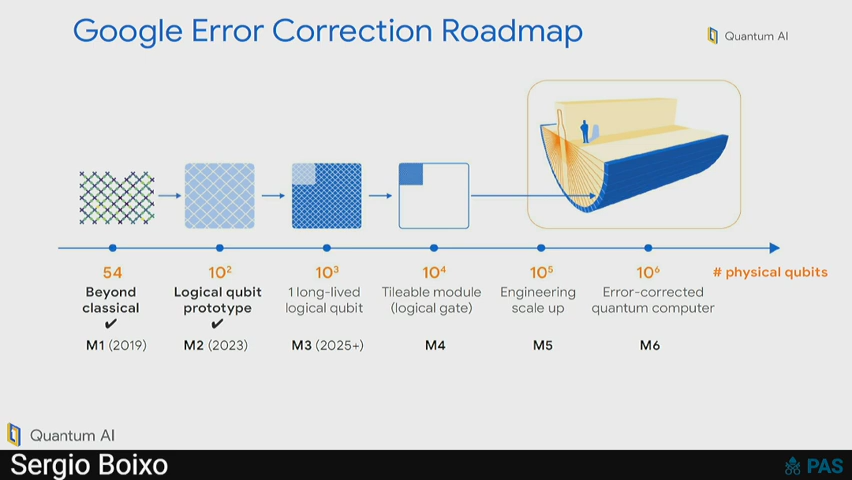 Google Error Correction Roadmap
Quantum AI
54
10²
10³
10⁴
10⁵
10⁶
# physical qubits
Beyond
classical
✔
Logical qubit
prototype
✔
1 long-lived
logical qubit
Tileable module
(logical gate)
Engineering
scale up
Error-corrected
quantum computer
M1 (2019)
M2 (2023)
M3 (2025+)
M4
M5
M6
Quantum AI
Sergio Boixo
PAS